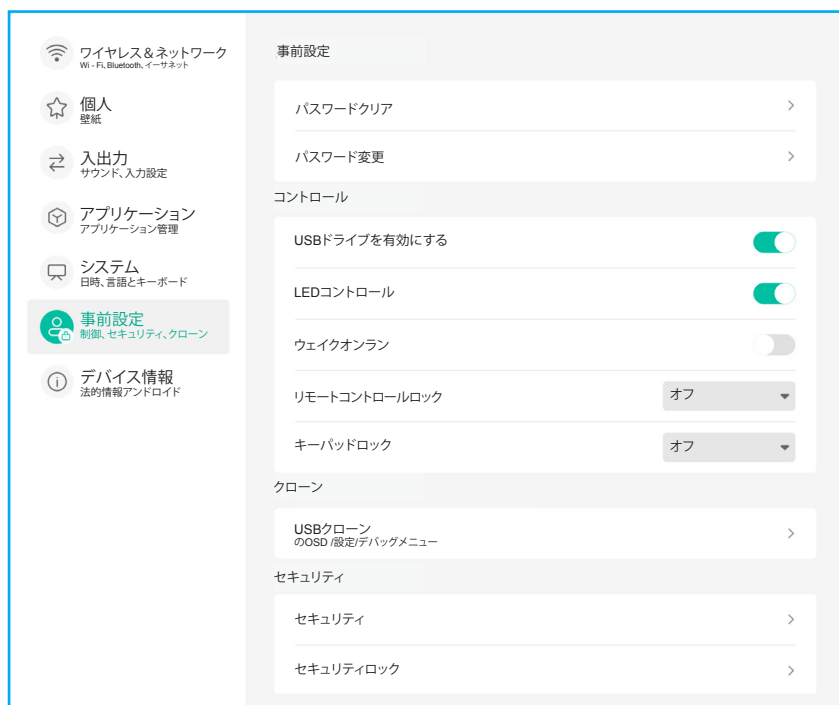 ワイヤレス＆ネットワーク
Wi - Fi, Bluetooth、イーサネット
個人
壁紙
入出力
サウンド、入力設定
アプリケーション
アプリケーション管理
システム
日時、言語とキーボード
事前設定
制御、セキュリティ、クローン
デバイス情報
法的情報アンドロイド
事前設定
パスワードクリア
パスワード変更
コントロール
USBドライブを有効にする
LEDコントロール
ウェイクオンラン
リモートコントロールロック
オフ
キーパッドロック
オフ
クローン
USBクローン
のOSD /設定/デバッグメニュー
セキュリティ
セキュリティ
セキュリティロック